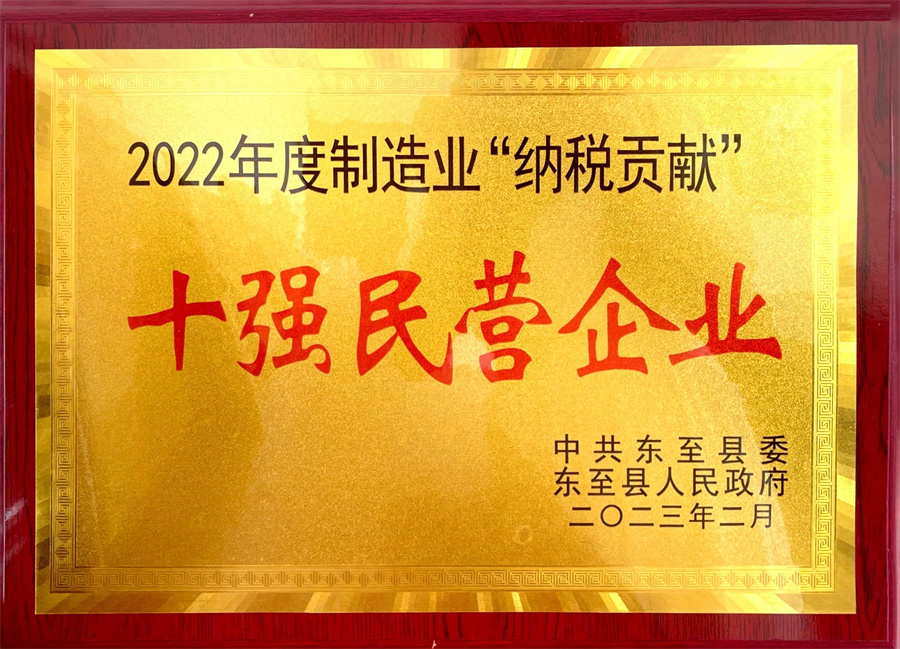 2022年度制造业“纳税贡献”
十强民营企业
中共东至县委
东至县人民政府
二〇二三年二月